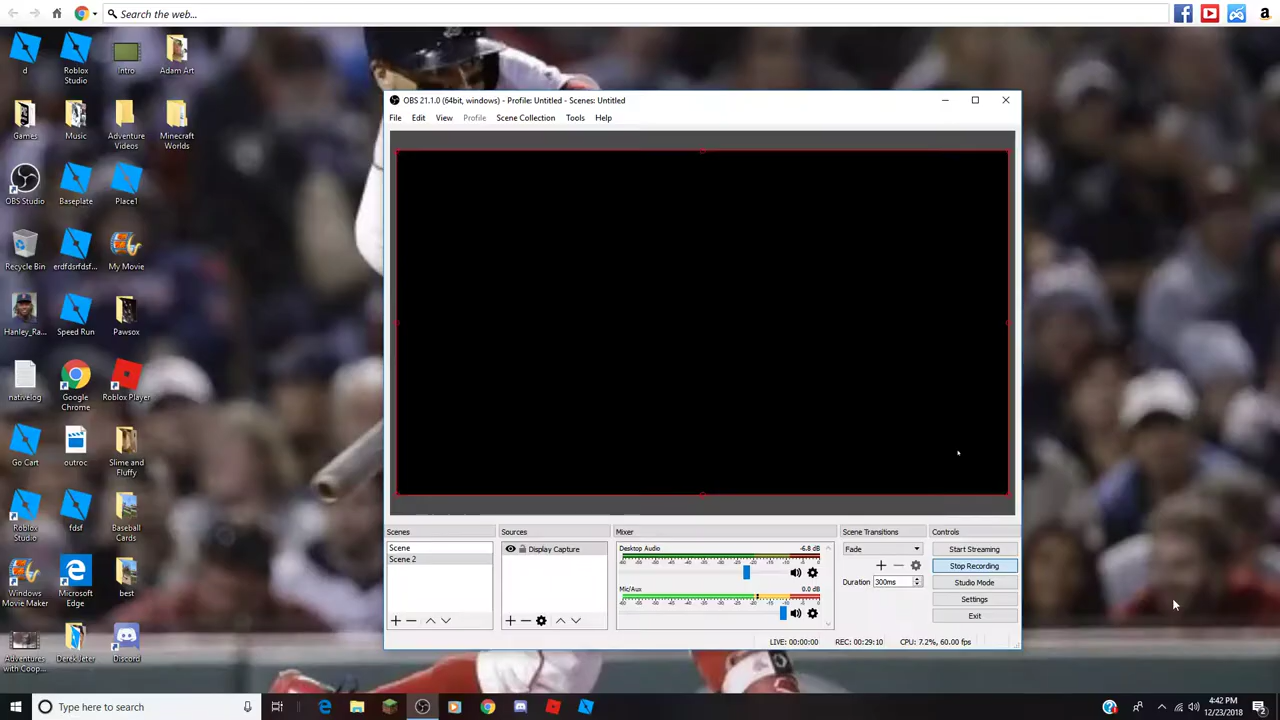 Search the web...
d
Roblox Studio
Intro
Adam Art
Games
Music
Adventure Videos
Minecraft Worlds
OBS Studio
Baseplate
Place1
Recycle Bin
erdfdsrfdsf...
My Movie
Hanley_Ra...
Speed Run
Pawsox
nativelog
Google Chrome
Roblox Player
Go Cart
outroc
Slime and Fluffy
Roblox Studio
fdsf
Baseball Cards
Windows Movie Maker
Microsoft Edge
best
Adventures with Coop...
Derek Jeter
Discord
OBS 21.1.0 (64bit, windows) - Profile: Untitled - Scenes: Untitled
File Edit View Profile Scene Collection Tools Help
Scenes
Scene
Scene 2
Sources
Display Capture
Mixer
Desktop Audio -6.8 dB
Mic/Aux 0.0 dB
Scene Transitions
Fade
Duration 300ms
Controls
Start Streaming
Stop Recording
Studio Mode
Settings
Exit
LIVE: 00:00:00 REC: 00:29:10 CPU: 7.2%, 60.00 fps
Type here to search
4:42 PM
12/23/2018